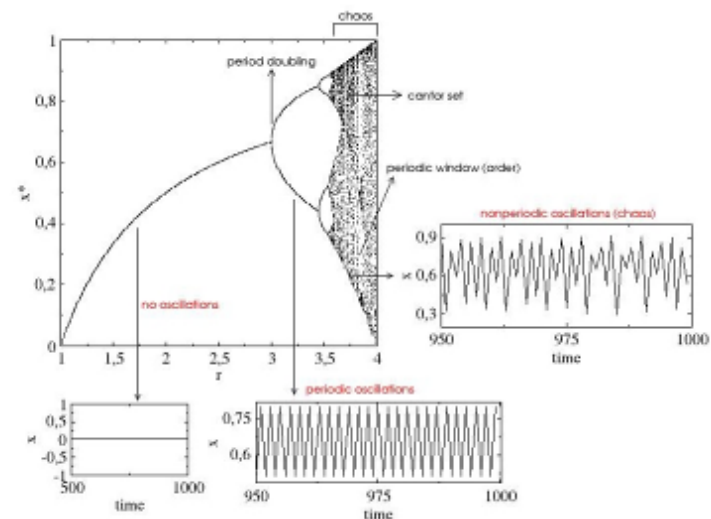 chaos
1
period doubling
0,8
cantor set
0,6
x*
periodic window (order)
0,4
nonperiodic oscillations (chaos)
0,9
x 0,6
0,3
0,2
no oscillations
0
1 1,5 2 2,5 3 3,5 4
r
950 975 1000
time
periodic oscillations
1
0,5
x 0
-0,5
-1
500 1000
time
0,75
x
0,6
950 975 1000
time